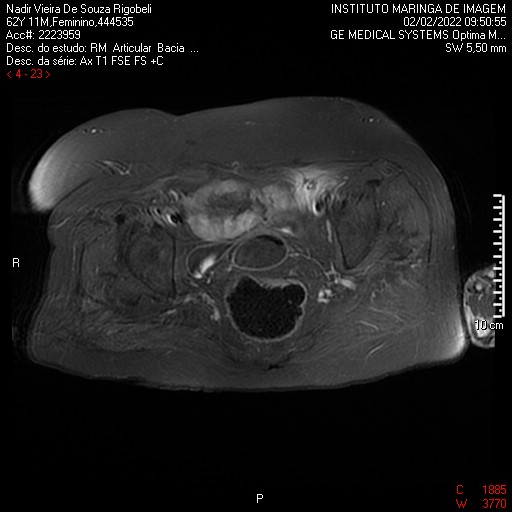 Nadir Vieira De Souza Rigobeli
62Y 11M,Feminino,444535
Acc#: 2223959
Desc. do estudo: RM Articular Bacia ...
Desc. da série: Ax T1 FSE FS +C
< 4 - 23 >
INSTITUTO MARINGA DE IMAGEM
02/02/2022 09:50:55
GE MEDICAL SYSTEMS Optima M...
SW 5,50 mm
R
10 cm
P
C 1885
W 3770